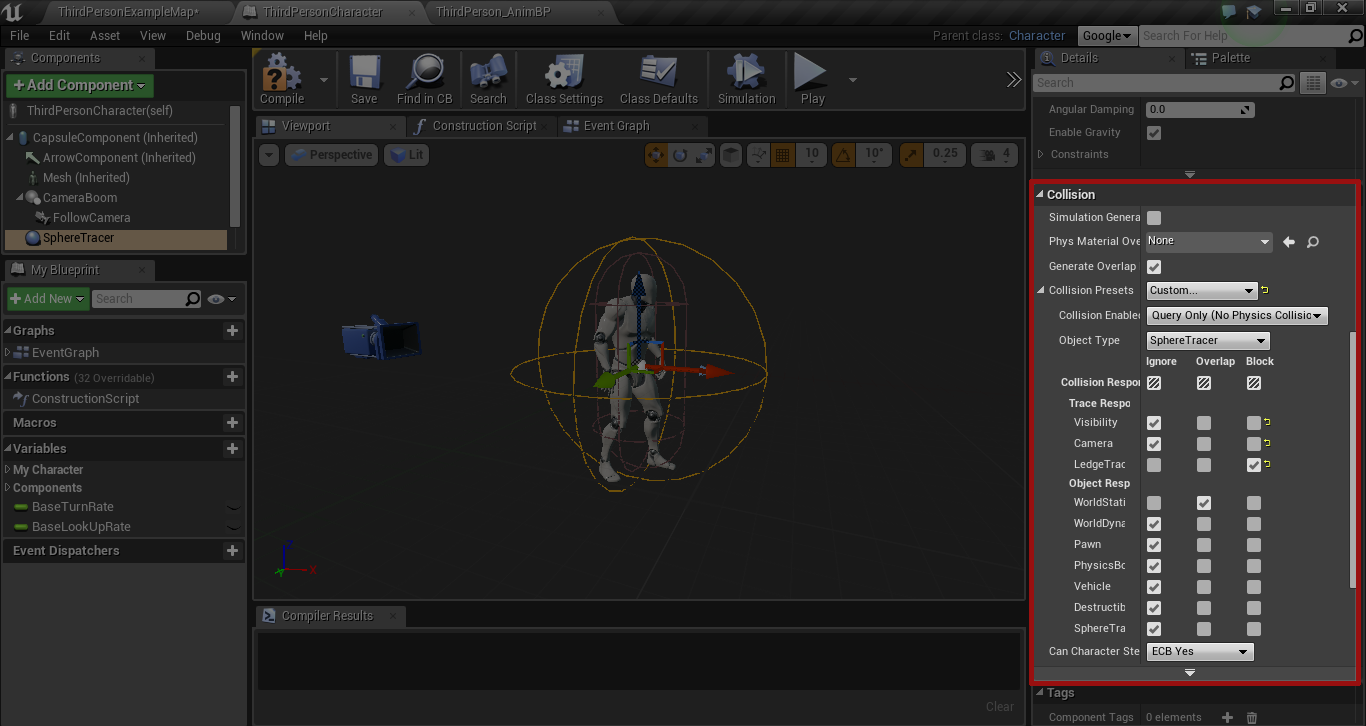 ThirdPersonExampleMap*
ThirdPersonCharacter
ThirdPerson_AnimBP
File Edit Asset View Debug Window Help
Parent class: Character
Google
Search For Help
Components
+Add Component
ThirdPersonCharacter(self)
CapsuleComponent (Inherited)
ArrowComponent (Inherited)
Mesh (Inherited)
CameraBoom
FollowCamera
SphereTracer
My Blueprint
+Add New
Search
Graphs
EventGraph
Functions (32 Overridable)
ConstructionScript
Macros
Variables
My Character
Components
BaseTurnRate
BaseLookUpRate
Event Dispatchers
Compile
Save
Find in CB
Search
Class Settings
Class Defaults
Simulation
Play
Viewport
Construction Script
Event Graph
Perspective
Lit
10
10°
0.25
4
Z
X
Y
Compiler Results
Clear
Details
Palette
Search
Angular Damping 0.0
Enable Gravity
Constraints
Collision
Simulation Genera
Phys Material Ove None
Generate Overlap
Collision Presets Custom...
Collision Enabled Query Only (No Physics Collisio
Object Type SphereTracer
Ignore Overlap Block
Collision Respor
Trace Respo
Visibility
Camera
LedgeTrac
Object Resp
WorldStati
WorldDyna
Pawn
PhysicsBo
Vehicle
Destructib
SphereTra
Can Character Ste ECB Yes
Tags
Component Tags 0 elements